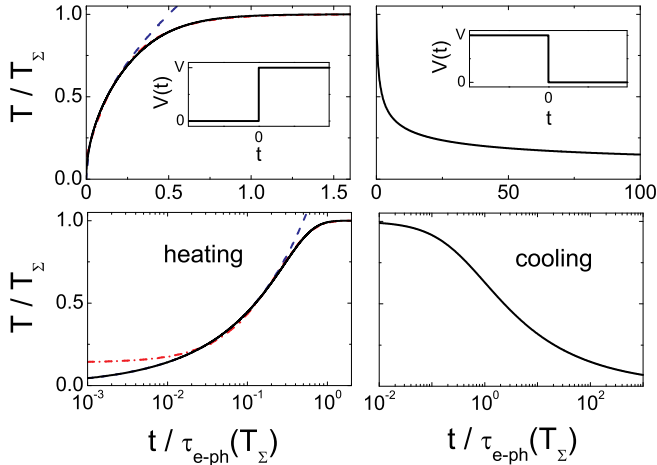 1.0
0.5
0.0
T / T_Σ
0
0.5
1.0
1.5
V(t)
V
0
0
t
0
50
100
V(t)
V
0
0
t
1.0
0.5
0.0
T / T_Σ
heating
10^-3 10^-2 10^-1 10^0
t / τ_e-ph(T_Σ)
cooling
10^-2 10^0 10^2
t / τ_e-ph(T_Σ)